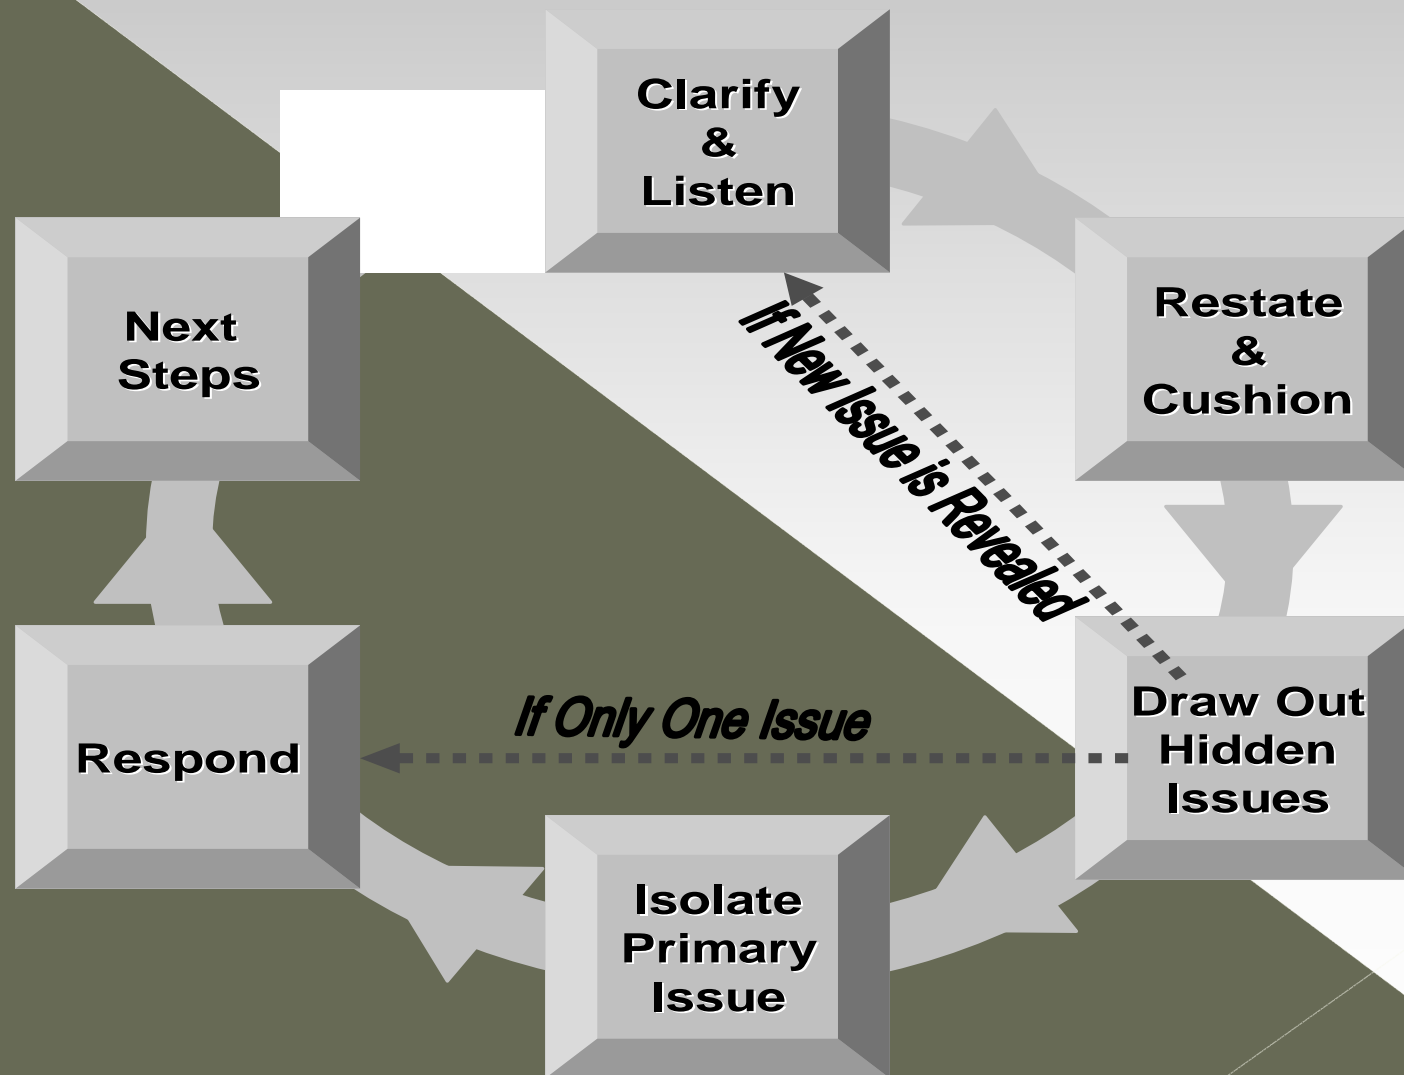 Clarify
&
Listen
Restate
&
Cushion
Next
Steps
If New Issue is Revealed
Draw Out
Hidden
Issues
If Only One Issue
Respond
Isolate
Primary
Issue